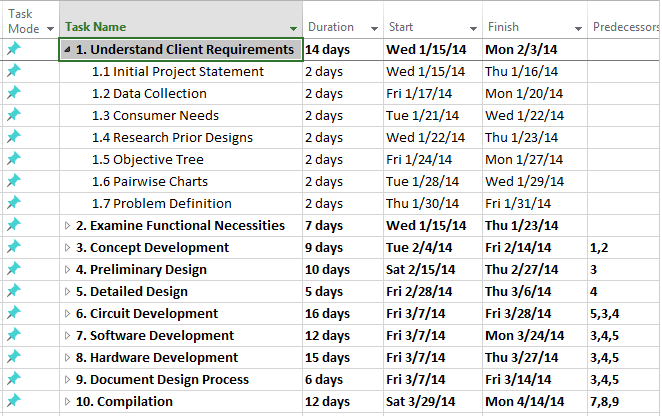 Task Mode Task Name Duration Start Finish Predecessors
1. Understand Client Requirements 14 days Wed 1/15/14 Mon 2/3/14
1.1 Initial Project Statement 2 days Wed 1/15/14 Thu 1/16/14
1.2 Data Collection 2 days Fri 1/17/14 Mon 1/20/14
1.3 Consumer Needs 2 days Tue 1/21/14 Wed 1/22/14
1.4 Research Prior Designs 2 days Wed 1/22/14 Thu 1/23/14
1.5 Objective Tree 2 days Fri 1/24/14 Mon 1/27/14
1.6 Pairwise Charts 2 days Tue 1/28/14 Wed 1/29/14
1.7 Problem Definition 2 days Thu 1/30/14 Fri 1/31/14
2. Examine Functional Necessities 7 days Wed 1/15/14 Thu 1/23/14
3. Concept Development 9 days Tue 2/4/14 Fri 2/14/14 1,2
4. Preliminary Design 10 days Sat 2/15/14 Thu 2/27/14 3
5. Detailed Design 5 days Fri 2/28/14 Thu 3/6/14 4
6. Circuit Development 16 days Fri 3/7/14 Fri 3/28/14 5,3,4
7. Software Development 12 days Fri 3/7/14 Mon 3/24/14 3,4,5
8. Hardware Development 15 days Fri 3/7/14 Thu 3/27/14 3,4,5
9. Document Design Process 6 days Fri 3/7/14 Fri 3/14/14 3,4,5
10. Compilation 12 days Sat 3/29/14 Mon 4/14/14 7,8,9